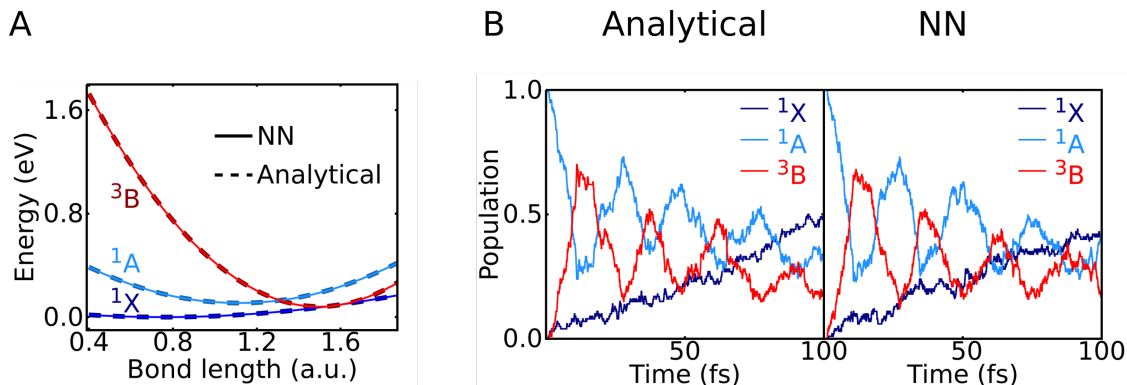 A
Energy (eV)
1.6
0.8
0.0
NN
Analytical
³B
¹A
¹X
0.4
0.8
1.2
1.6
Bond length (a.u.)
B
Analytical
NN
Population
1.0
0.5
0.0
¹X
¹A
³B
¹X
¹A
³B
50
100
50
100
Time (fs)
Time (fs)